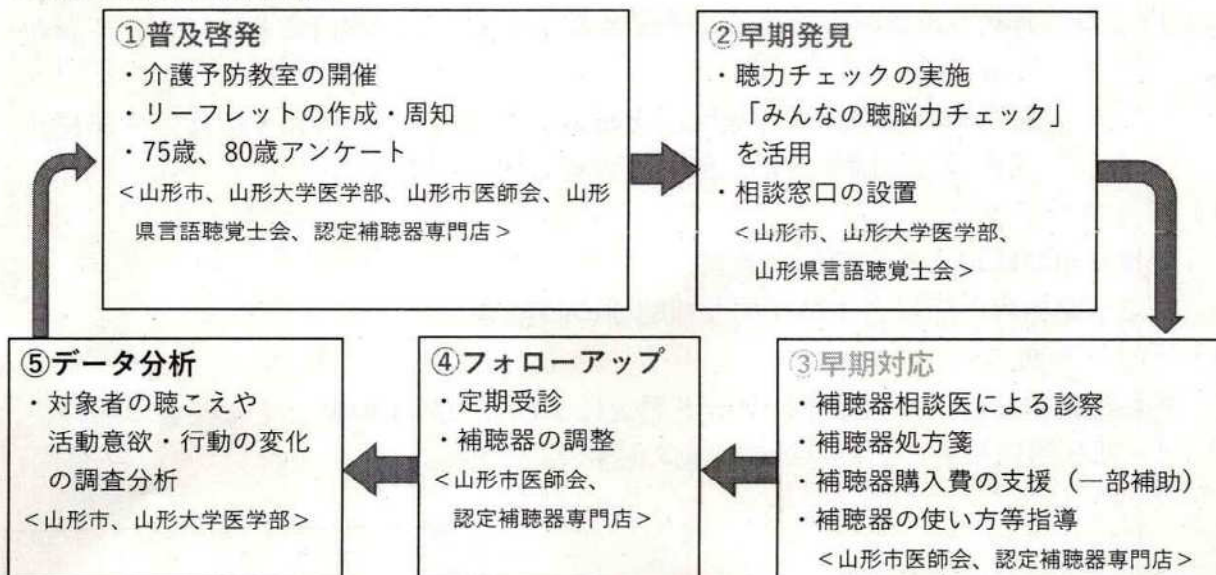 ①普及啓発
・介護予防教室の開催
・リーフレットの作成・周知
・75歳、80歳アンケート
<山形市、山形大学医学部、山形市医師会、山形
県言語聴覚士会、認定補聴器専門店>
②早期発見
・聴力チェックの実施
「みんなの聴脳力チェック」
を活用
・相談窓口の設置
<山形市、山形大学医学部、
山形県言語聴覚士会>
③早期対応
・補聴器相談医による診察
・補聴器処方箋
・補聴器購入費の支援（一部補助）
・補聴器の使い方等指導
<山形市医師会、認定補聴器専門店>
④フォローアップ
・定期受診
・補聴器の調整
<山形市医師会、
認定補聴器専門店>
⑤データ分析
・対象者の聴こえや
活動意欲・行動の変化
の調査分析
<山形市、山形大学医学部>